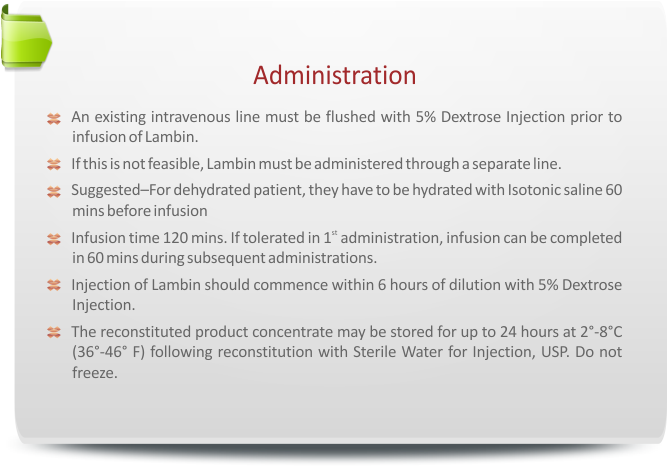 Administration
An existing intravenous line must be flushed with 5% Dextrose Injection prior to
infusion of Lambin.
If this is not feasible, Lambin must be administered through a separate line.
Suggested–For dehydrated patient, they have to be hydrated with Isotonic saline 60
mins before infusion
Infusion time 120 mins. If tolerated in 1st administration, infusion can be completed
in 60 mins during subsequent administrations.
Injection of Lambin should commence within 6 hours of dilution with 5% Dextrose
Injection.
The reconstituted product concentrate may be stored for up to 24 hours at 2°-8°C
(36°-46° F) following reconstitution with Sterile Water for Injection, USP. Do not
freeze.